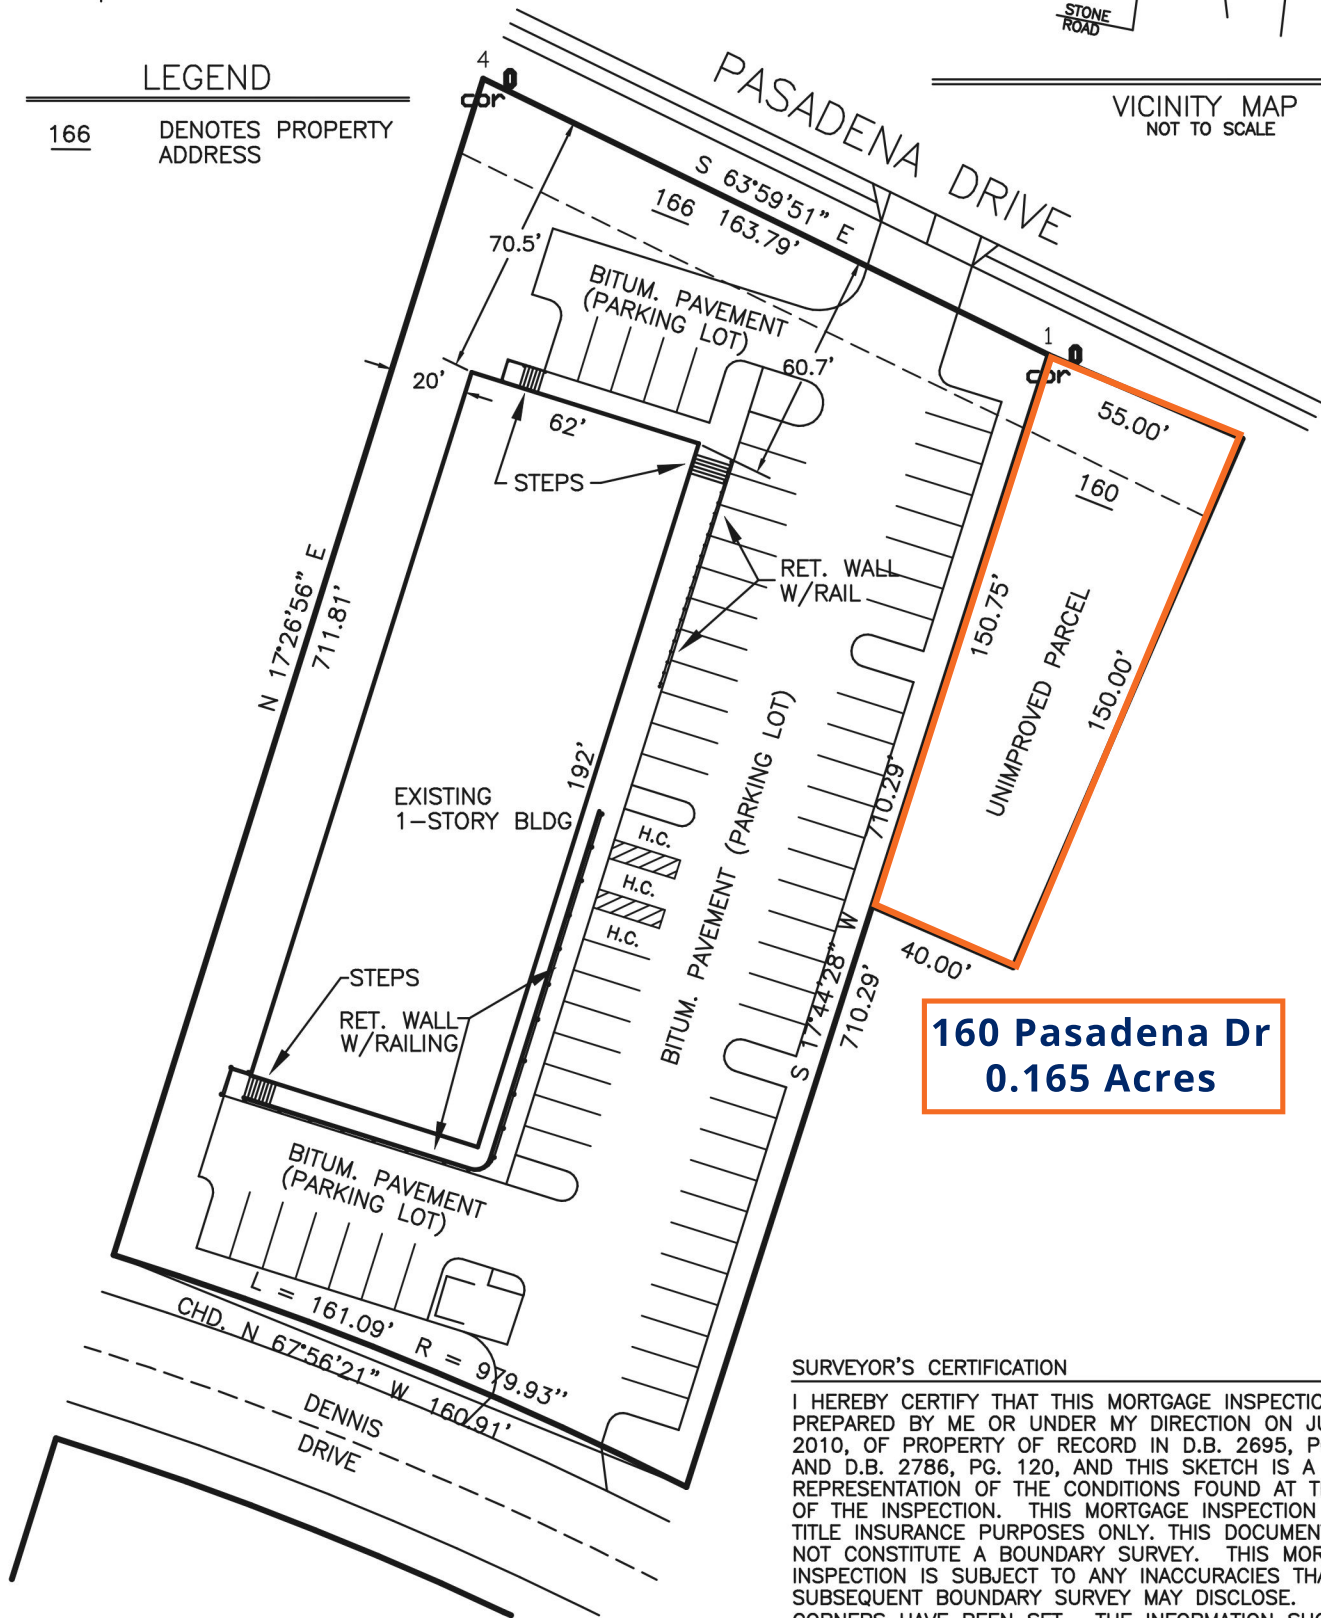 STONE
ROAD
LEGEND
166 DENOTES PROPERTY
ADDRESS
VICINITY MAP
NOT TO SCALE
PASADENA DRIVE
4
cor
S 63°59'51" E
166 163.79'
70.5'
BITUM. PAVEMENT
(PARKING LOT)
60.7'
1
cor
20'
62'
STEPS
55.00'
160
RET. WALL
W/RAIL
N 17°26'56" E
711.81'
150.75'
UNIMPROVED PARCEL
150.00'
192'
EXISTING
1-STORY BLDG
710.29'
H.C.
H.C.
H.C.
BITUM. PAVEMENT (PARKING LOT)
40.00'
S 17°44'28" W
710.29'
STEPS
RET. WALL
W/RAILING
160 Pasadena Dr
0.165 Acres
BITUM. PAVEMENT
(PARKING LOT)
L = 161.09' R = 979.93"
CHD. N 67°56'21" W 160.91'
DENNIS
DRIVE
SURVEYOR'S CERTIFICATION
I HEREBY CERTIFY THAT THIS MORTGAGE INSPECTIO
PREPARED BY ME OR UNDER MY DIRECTION ON JU
2010, OF PROPERTY OF RECORD IN D.B. 2695, P
AND D.B. 2786, PG. 120, AND THIS SKETCH IS A
REPRESENTATION OF THE CONDITIONS FOUND AT T
OF THE INSPECTION. THIS MORTGAGE INSPECTION
TITLE INSURANCE PURPOSES ONLY. THIS DOCUMEN
NOT CONSTITUTE A BOUNDARY SURVEY. THIS MOR
INSPECTION IS SUBJECT TO ANY INACCURACIES THA
SUBSEQUENT BOUNDARY SURVEY MAY DISCLOSE.